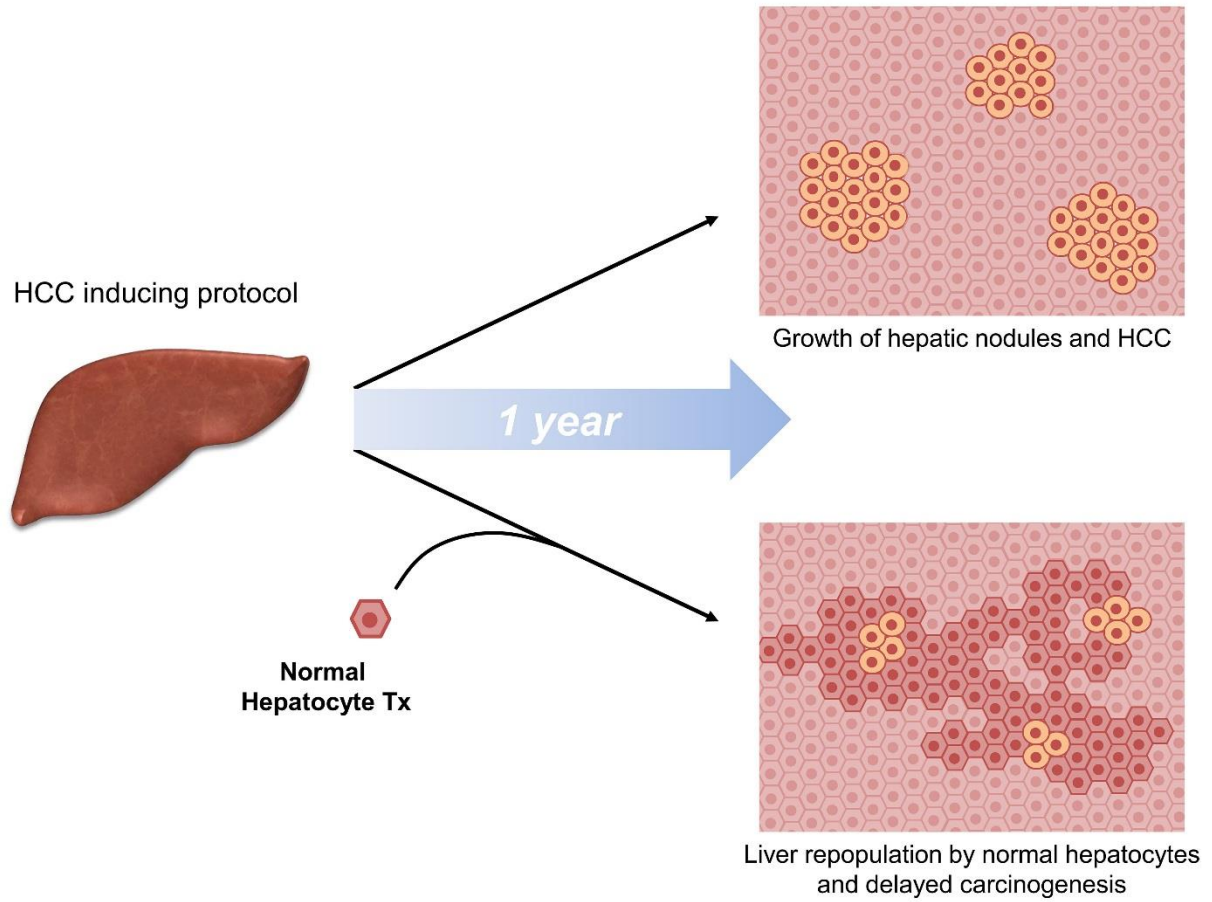 HCC inducing protocol
1 year
Normal
Hepatocyte Tx
Growth of hepatic nodules and HCC
Liver repopulation by normal hepatocytes
and delayed carcinogenesis